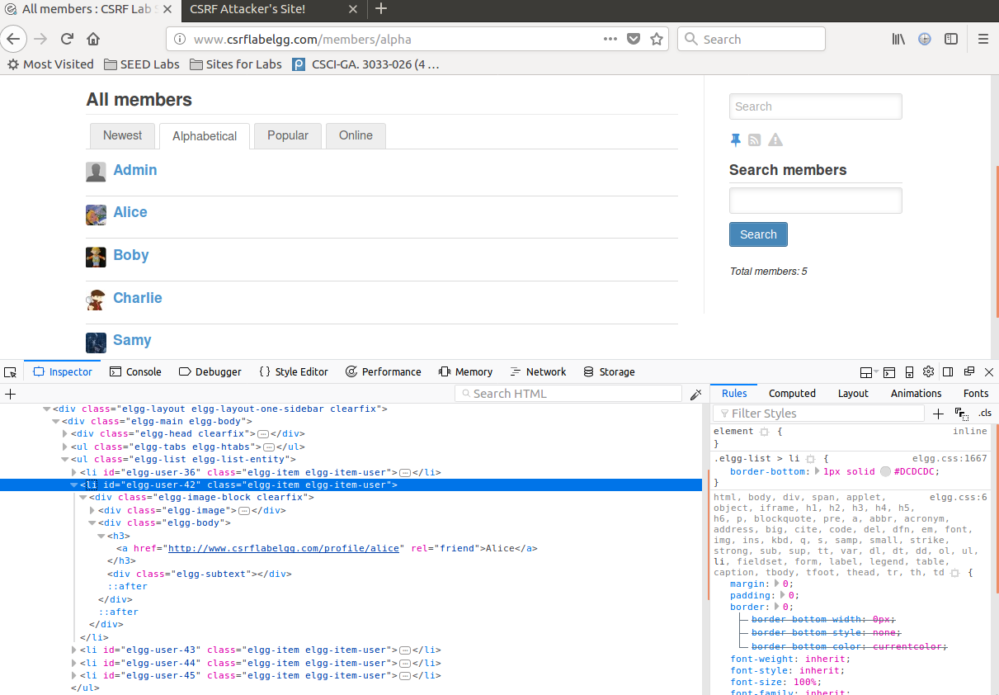 All members : CSRF Lab S
CSRF Attacker's Site!
www.csrflabelgg.com/members/alpha
Search
Most Visited
SEED Labs
Sites for Labs
CSCI-GA. 3033-026 (4 …
All members
Newest
Alphabetical
Popular
Online
Admin
Alice
Boby
Charlie
Samy
Search
Search members
Search
Total members: 5
Inspector
Console
Debugger
{ } Style Editor
Performance
Memory
Network
Storage
Search HTML
<div class="elgg-layout elgg-layout-one-sidebar clearfix">
<div class="elgg-main elgg-body">
<div class="elgg-head clearfix"></div>
<ul class="elgg-tabs elgg-htabs"></ul>
<ul class="elgg-list elgg-list-entity">
<li id="elgg-user-36" class="elgg-item elgg-item-user"></li>
<li id="elgg-user-42" class="elgg-item elgg-item-user">
<div class="elgg-image-block clearfix">
<div class="elgg-image"></div>
<div class="elgg-body">
<h3>
<a href="http://www.csrflabelgg.com/profile/alice" rel="friend">Alice</a>
</h3>
<div class="elgg-subtext"></div>
::after
</div>
::after
</div>
</li>
<li id="elgg-user-43" class="elgg-item elgg-item-user"></li>
<li id="elgg-user-44" class="elgg-item elgg-item-user"></li>
<li id="elgg-user-45" class="elgg-item elgg-item-user"></li>
</ul>
Rules
Computed
Layout
Animations
Fonts
Filter Styles
.cls
element { inline
}
.elgg-list > li { elgg.css:1667
border-bottom: 1px solid #DCDCDC;
}
html, body, div, span, applet, elgg.css:6
object, iframe, h1, h2, h3, h4, h5,
h6, p, blockquote, pre, a, abbr, acronym,
address, big, cite, code, del, dfn, em, font,
img, ins, kbd, q, s, samp, small, strike,
strong, sub, sup, tt, var, dl, dt, dd, ol, ul,
li, fieldset, form, label, legend, table,
caption, tbody, tfoot, thead, tr, th, td {
margin: 0;
padding: 0;
border: 0;
border-bottom-width: 0px;
border-bottom-style: none;
border-bottom-color: currentcolor;
font-weight: inherit;
font-style: inherit;
font-size: 100%;
font-family: inherit;